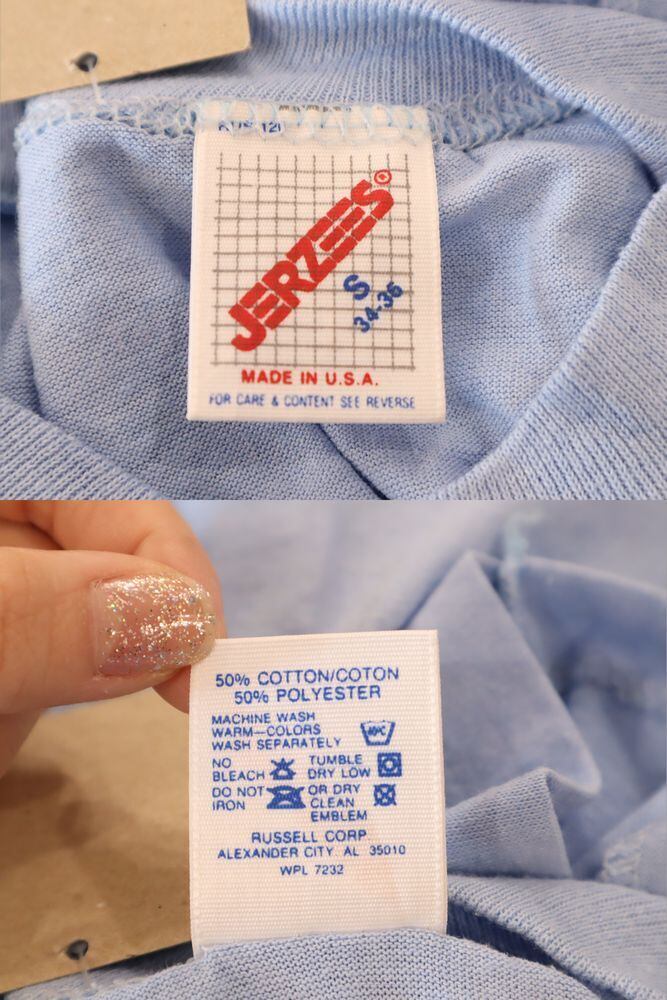 JERZEES®
S
34-36
MADE IN U.S.A.
FOR CARE & CONTENT SEE REVERSE
50% COTTON/COTON
50% POLYESTER
MACHINE WASH
WARM—COLORS
WASH SEPARATELY
40°C
NO
BLEACH
TUMBLE
DRY LOW
DO NOT
IRON
OR DRY
CLEAN
EMBLEM
RUSSELL CORP.
ALEXANDER CITY AL 35010
WPL 7232